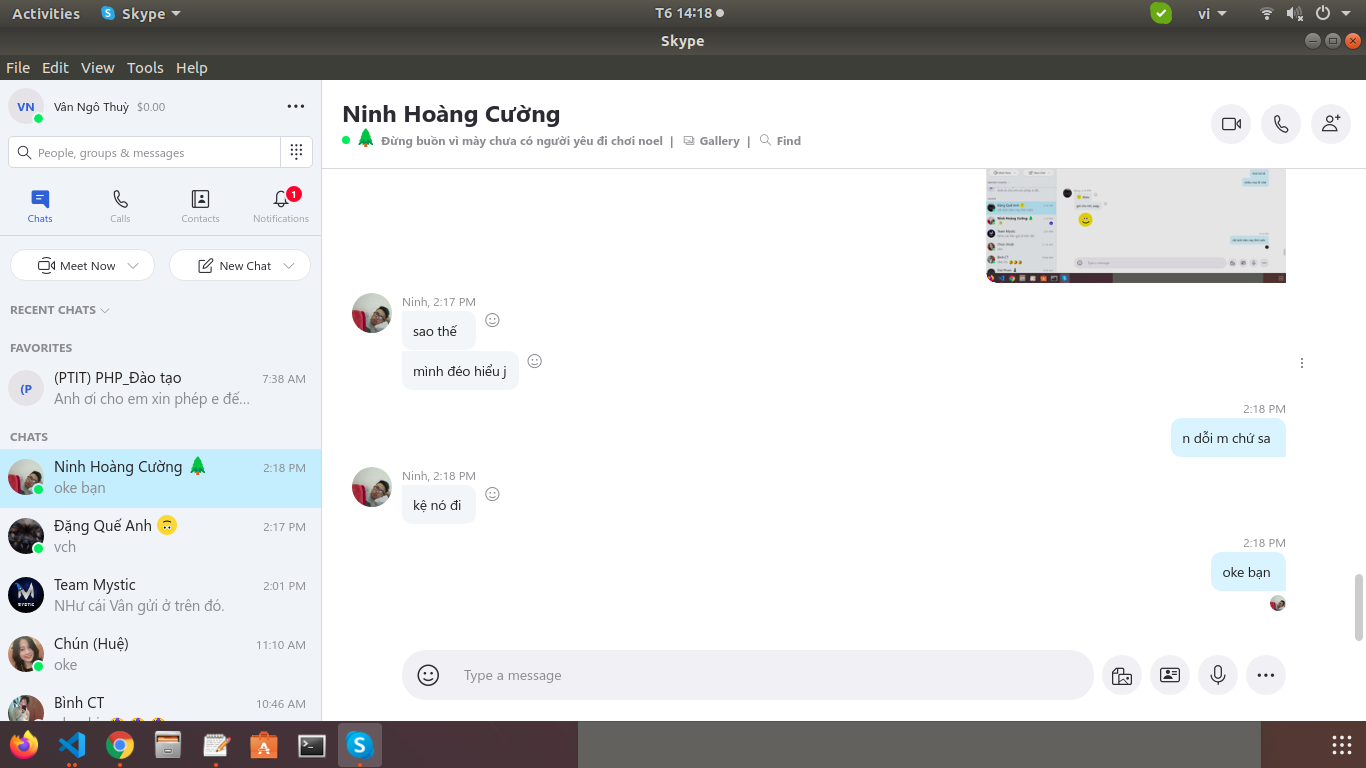 Activities Skype T6 14:18 vi
Skype
File Edit View Tools Help
VN Vân Ngô Thuỳ $0.00
People, groups & messages
Chats Calls Contacts Notifications 1
Meet Now New Chat
RECENT CHATS
FAVORITES
(P (PTIT) PHP_Đào tạo 7:38 AM
Anh ơi cho em xin phép e đế...
CHATS
Ninh Hoàng Cường 2:18 PM
oke bạn
Đặng Quế Anh 2:17 PM
vch
Team Mystic 2:01 PM
NHư cái Vân gửi ở trên đó.
Chún (Huệ) 11:10 AM
oke
Bình CT 10:46 AM
Ninh Hoàng Cường
Đừng buồn vì mày chưa có người yêu đi chơi noel | Gallery | Find
Ninh, 2:17 PM
sao thế
mình đéo hiểu j
2:18 PM
n dỗi m chứ sa
Ninh, 2:18 PM
kệ nó đi
2:18 PM
oke bạn
Type a message